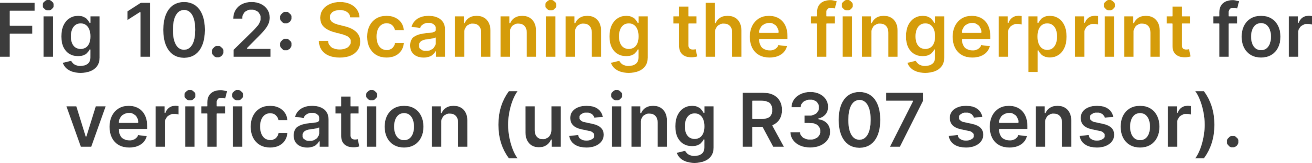 Fig 10.2: Scanning the fingerprint for
verification (using R307 sensor).